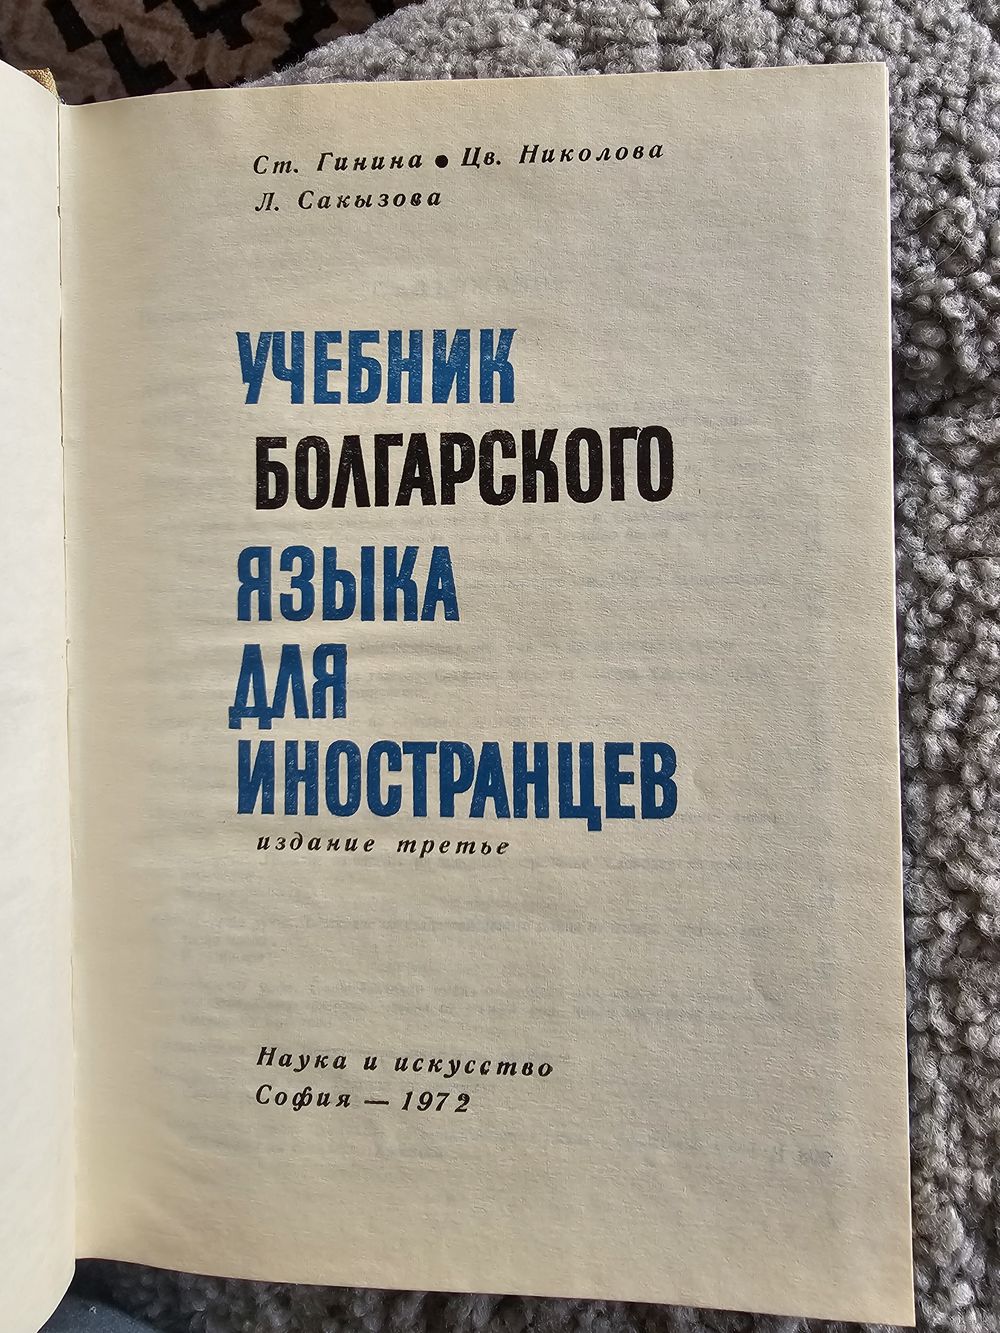 Ст. Гинина • Цв. Николова
Л. Сакызова
УЧЕБНИК
БОЛГАРСКОГО
ЯЗЫКА
ДЛЯ
ИНОСТРАНЦЕВ
издание третье
Наука и искусство
София — 1972